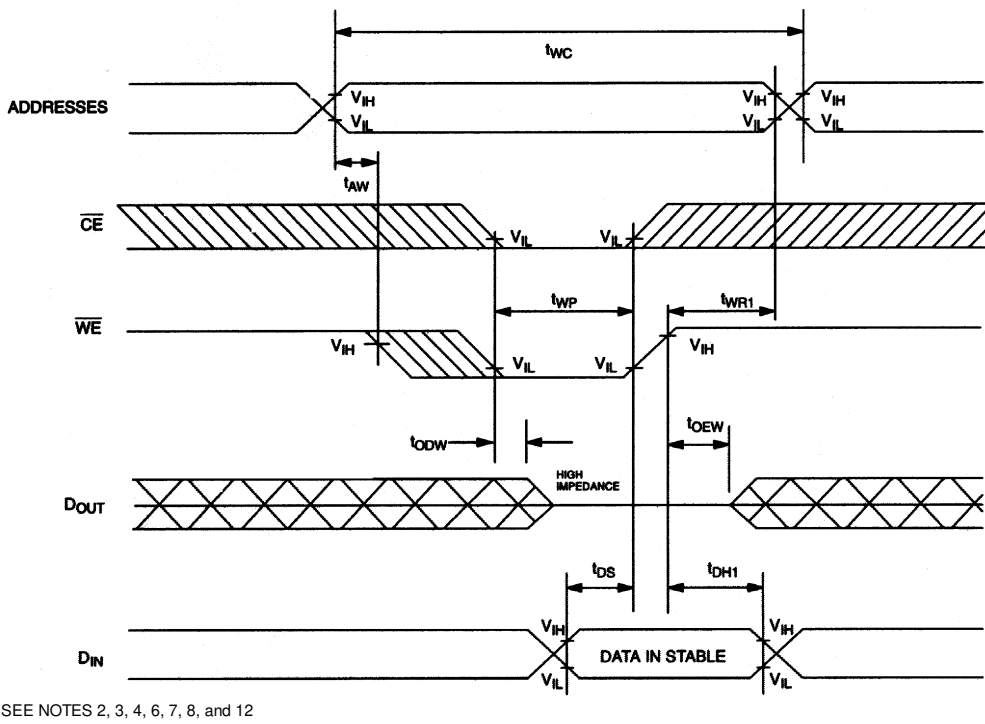 tWC
ADDRESSES
VIH
VIL
VIH
VIL
VIH
VIL
tAW
CE
VIL
VIL
tWP
tWR1
WE
VIH
VIL
VIL
VIH
tODW
tOEW
DOUT
HIGH
IMPEDANCE
tDS
tDH1
DIN
VIH
VIL
DATA IN STABLE
VIH
VIL
SEE NOTES 2, 3, 4, 6, 7, 8, and 12